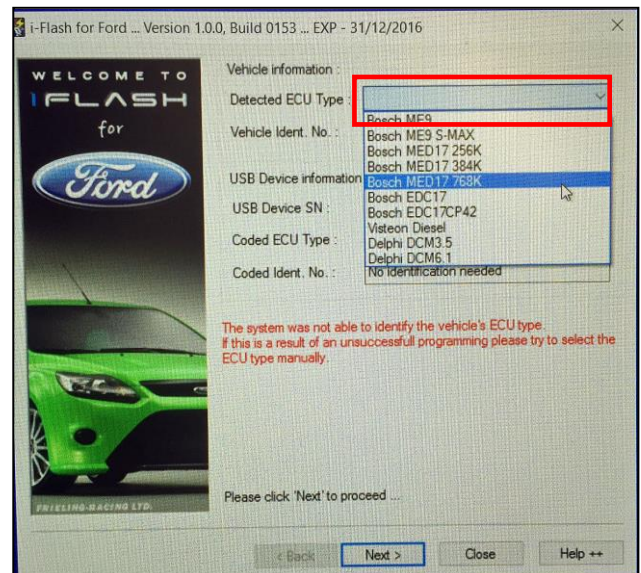 i-Flash for Ford ... Version 1.0.0, Build 0153 ... EXP - 31/12/2016
WELCOME TO
IFLASH
for
Ford
FRIELING-RACING LTD.
Vehicle information :
Detected ECU Type :
Bosch ME9
Vehicle Ident. No. :
Bosch ME9 S-MAX
Bosch MED17 256K
Bosch MED17 384K
USB Device information
Bosch MED17 768K
Bosch EDC17
USB Device SN :
Bosch EDC17CP42
Visteon Diesel
Coded ECU Type :
Delphi DCM3.5
Delphi DCM6.1
Coded Ident. No. :
No identification needed
The system was not able to identify the vehicle's ECU type.
If this is a result of an unsuccessfull programming please try to select the
ECU type manually.
Please click 'Next' to proceed ...
< Back
Next >
Close
Help ++